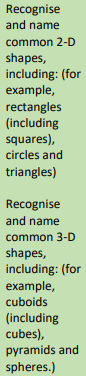 Recognise
and name
common 2-D
shapes,
including: (for
example,
rectangles
(including
squares),
circles and
triangles)
Recognise
and name
common 3-D
shapes,
including: (for
example,
cuboids
(including
cubes),
pyramids and
spheres.)